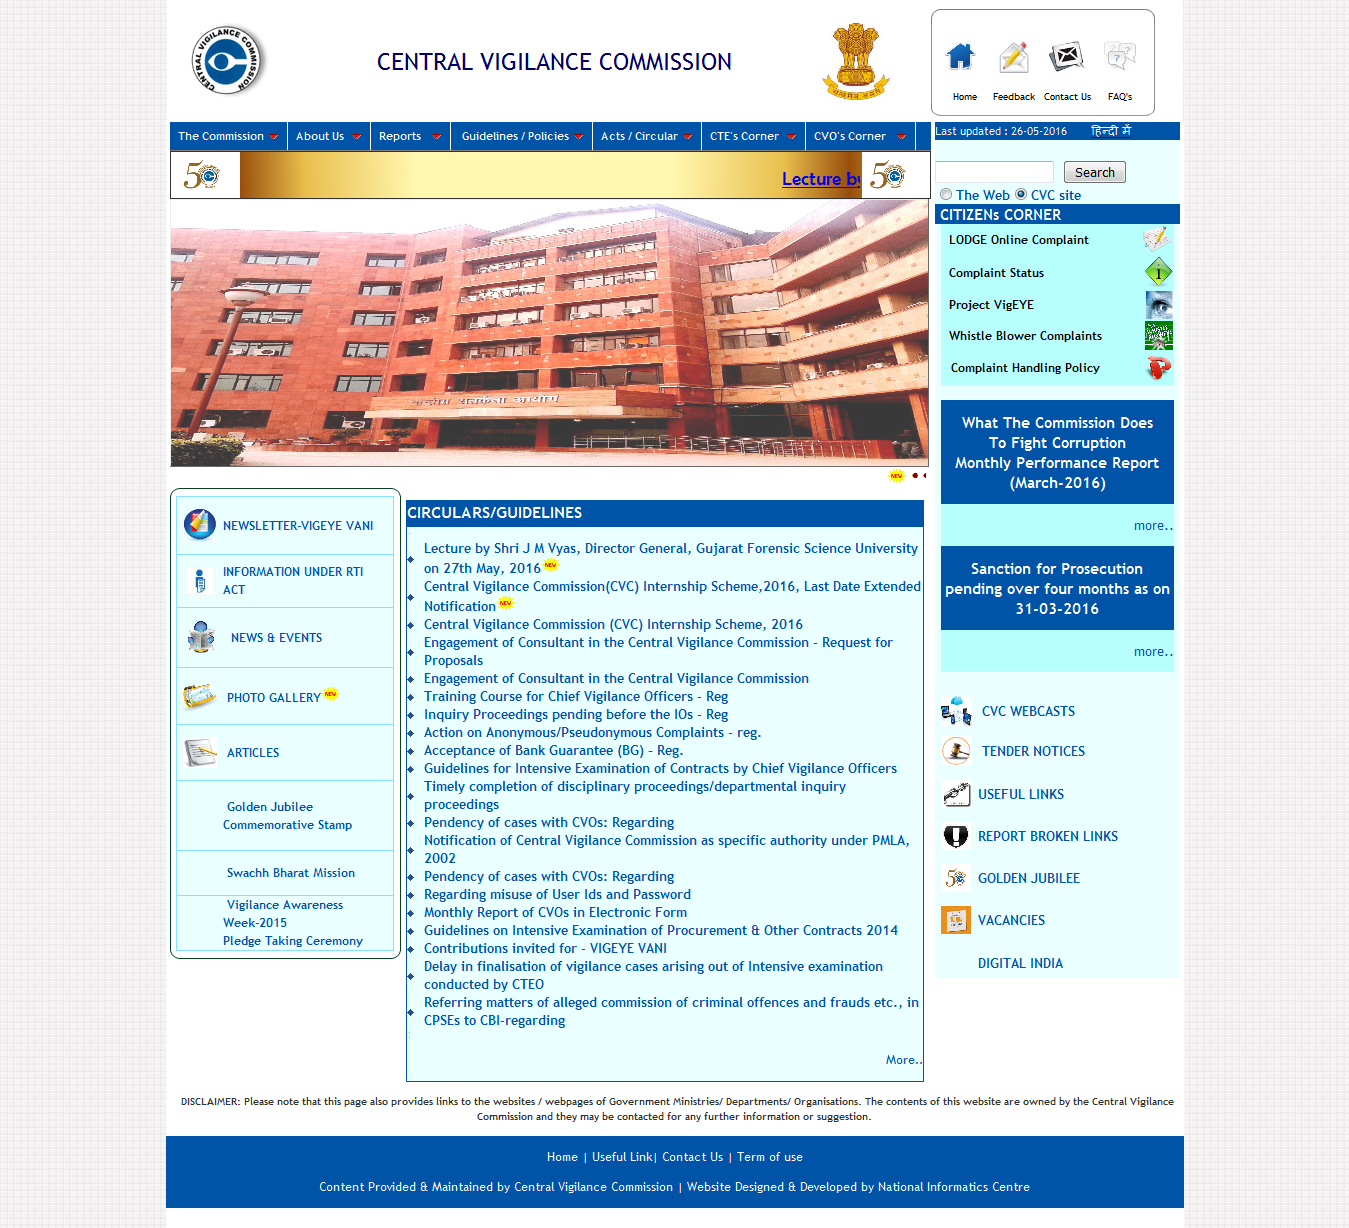 CENTRAL VIGILANCE COMMISSION
CENTRAL VIGILANCE COMMISSION
Home
Feedback
Contact Us
FAQ's
The Commission
About Us
Reports
Guidelines / Policies
Acts / Circular
CTE's Corner
CVO's Corner
Last updated : 26-05-2016
हिन्दी में
50
Lecture by
50
Search
The Web
CVC site
CITIZENs CORNER
LODGE Online Complaint
Complaint Status
Project VigEYE
Whistle Blower Complaints
Complaint Handling Policy
What The Commission Does
To Fight Corruption
Monthly Performance Report
(March-2016)
more..
Sanction for Prosecution
pending over four months as on
31-03-2016
more..
CVC WEBCASTS
TENDER NOTICES
USEFUL LINKS
REPORT BROKEN LINKS
GOLDEN JUBILEE
VACANCIES
DIGITAL INDIA
NEW
NEWSLETTER-VIGEYE VANI
INFORMATION UNDER RTI
ACT
NEWS & EVENTS
PHOTO GALLERY NEW
ARTICLES
Golden Jubilee
Commemorative Stamp
Swachh Bharat Mission
Vigilance Awareness
Week-2015
Pledge Taking Ceremony
CIRCULARS/GUIDELINES
Lecture by Shri J M Vyas, Director General, Gujarat Forensic Science University
on 27th May, 2016 NEW
Central Vigilance Commission(CVC) Internship Scheme,2016, Last Date Extended
Notification NEW
Central Vigilance Commission (CVC) Internship Scheme, 2016
Engagement of Consultant in the Central Vigilance Commission - Request for
Proposals
Engagement of Consultant in the Central Vigilance Commission
Training Course for Chief Vigilance Officers - Reg
Inquiry Proceedings pending before the IOs - Reg
Action on Anonymous/Pseudonymous Complaints - reg.
Acceptance of Bank Guarantee (BG) - Reg.
Guidelines for Intensive Examination of Contracts by Chief Vigilance Officers
Timely completion of disciplinary proceedings/departmental inquiry
proceedings
Pendency of cases with CVOs: Regarding
Notification of Central Vigilance Commission as specific authority under PMLA,
2002
Pendency of cases with CVOs: Regarding
Regarding misuse of User Ids and Password
Monthly Report of CVOs in Electronic Form
Guidelines on Intensive Examination of Procurement & Other Contracts 2014
Contributions invited for - VIGEYE VANI
Delay in finalisation of vigilance cases arising out of Intensive examination
conducted by CTEO
Referring matters of alleged commission of criminal offences and frauds etc., in
CPSEs to CBI-regarding
More..
DISCLAIMER: Please note that this page also provides links to the websites / webpages of Government Ministries/ Departments/ Organisations. The contents of this website are owned by the Central Vigilance
Commission and they may be contacted for any further information or suggestion.
Home | Useful Link| Contact Us | Term of use
Content Provided & Maintained by Central Vigilance Commission | Website Designed & Developed by National Informatics Centre